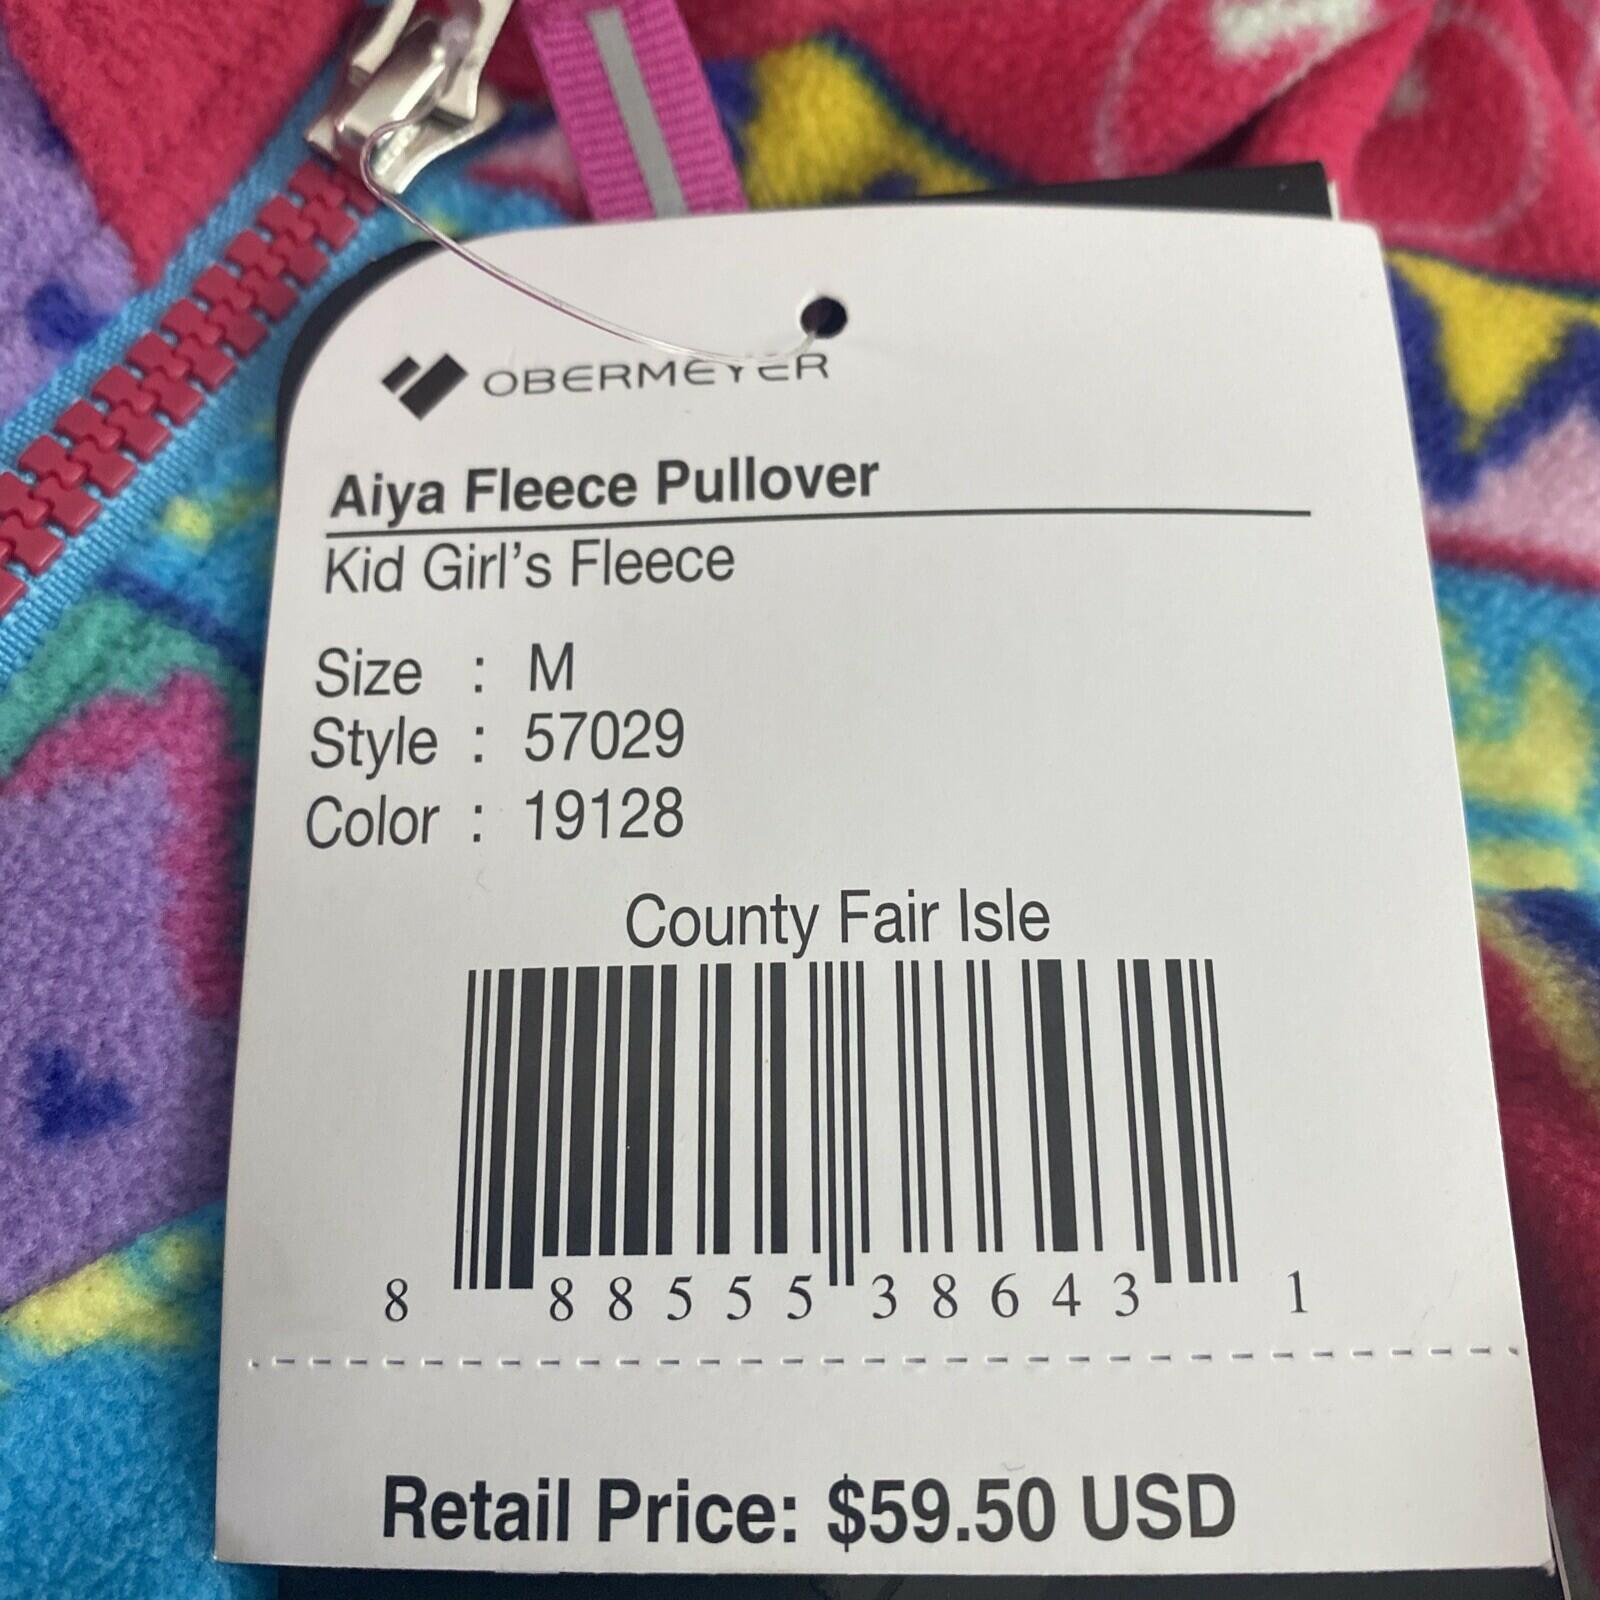 OBERMEYER
Aiya Fleece Pullover
Kid Girl's Fleece
Size : M
Style : 57029
Color : 19128
County Fair Isle
8 88555 38643 1
Retail Price: $59.50 USD